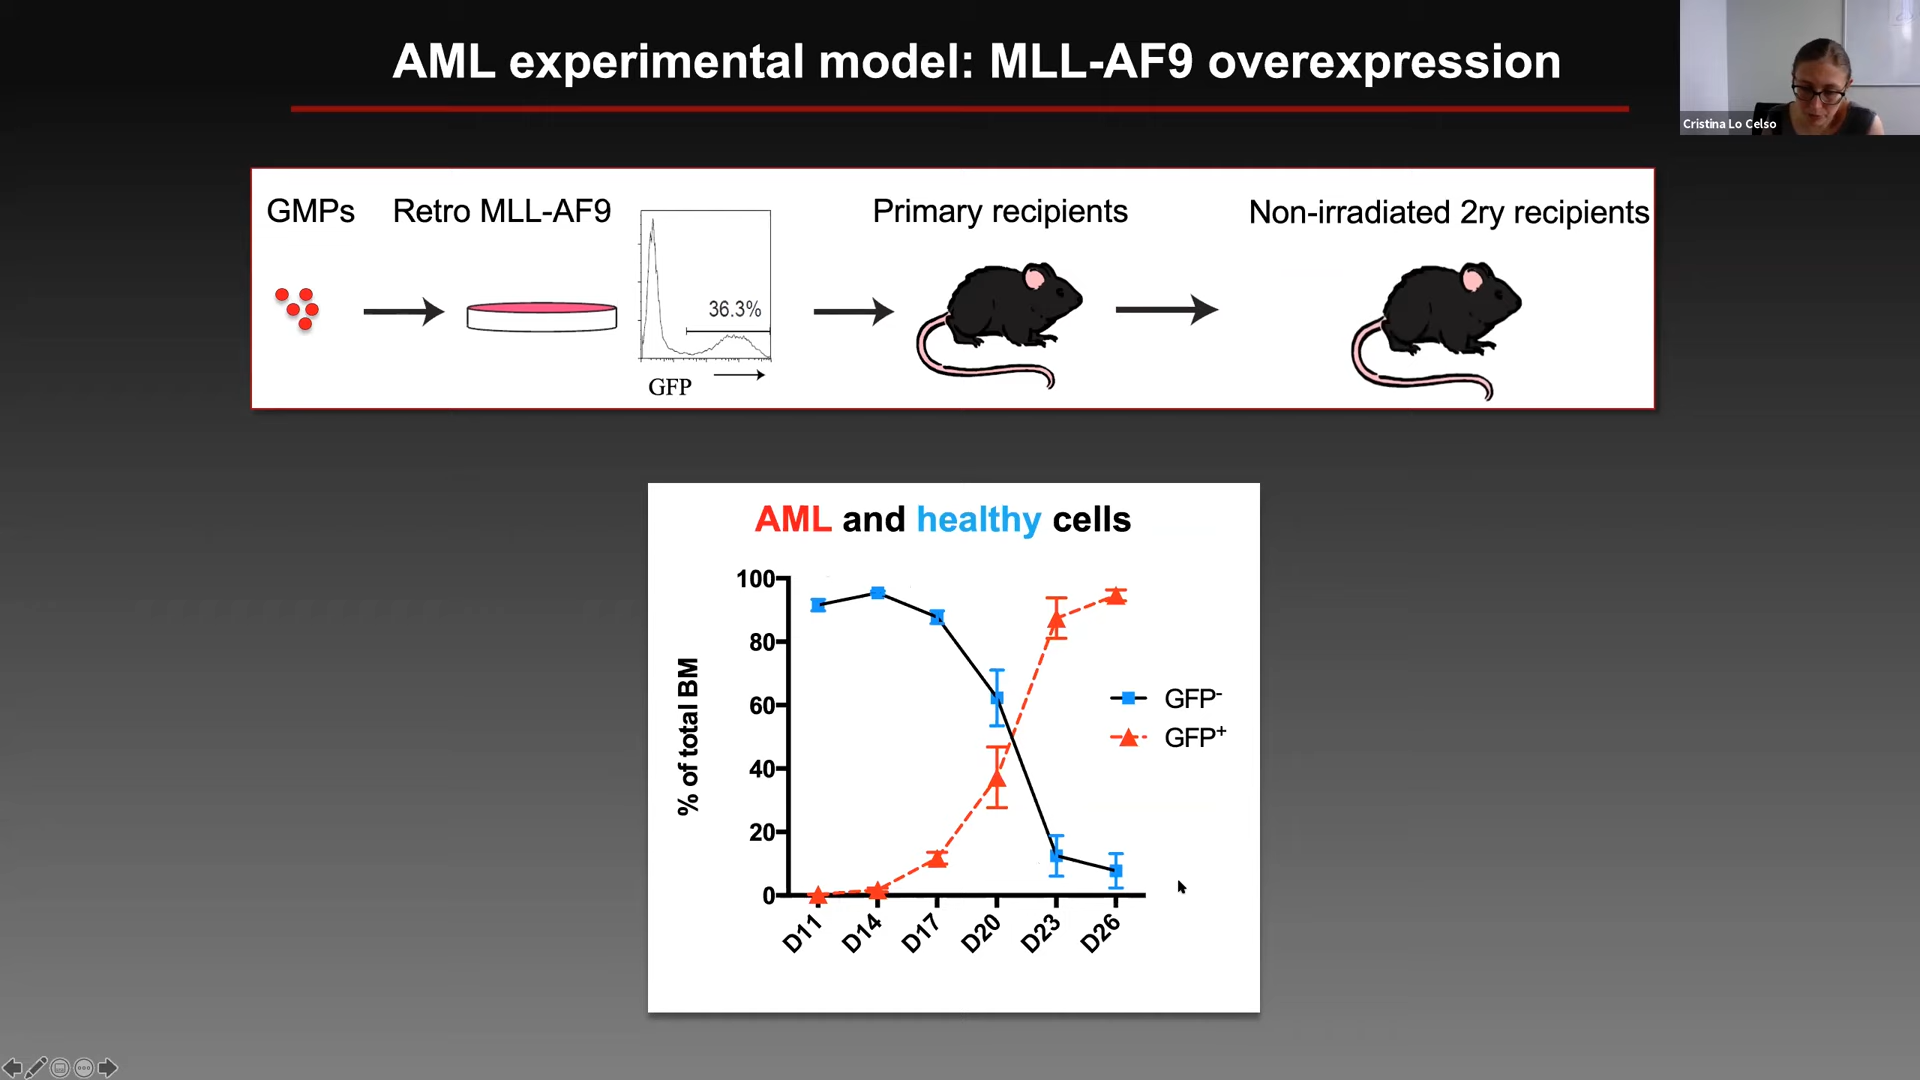 AML experimental model: MLL-AF9 overexpression
Cristina Lo Celso
GMPs
Retro MLL-AF9
Primary recipients
Non-irradiated 2ry recipients
36.3%
GFP
AML and healthy cells
% of total BM
100
80
60
40
20
0
D11
D14
D17
D20
D23
D26
GFP-
GFP+